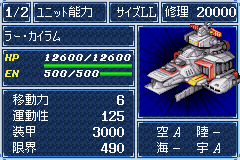 1/2 ユニット能力 サイズLL 修理 20000
ラー・カイラム
HP 12600/12600
EN 500/500
移動力 6
運動性 125
装甲 3000
限界 490
空A 陸−
海− 宇A